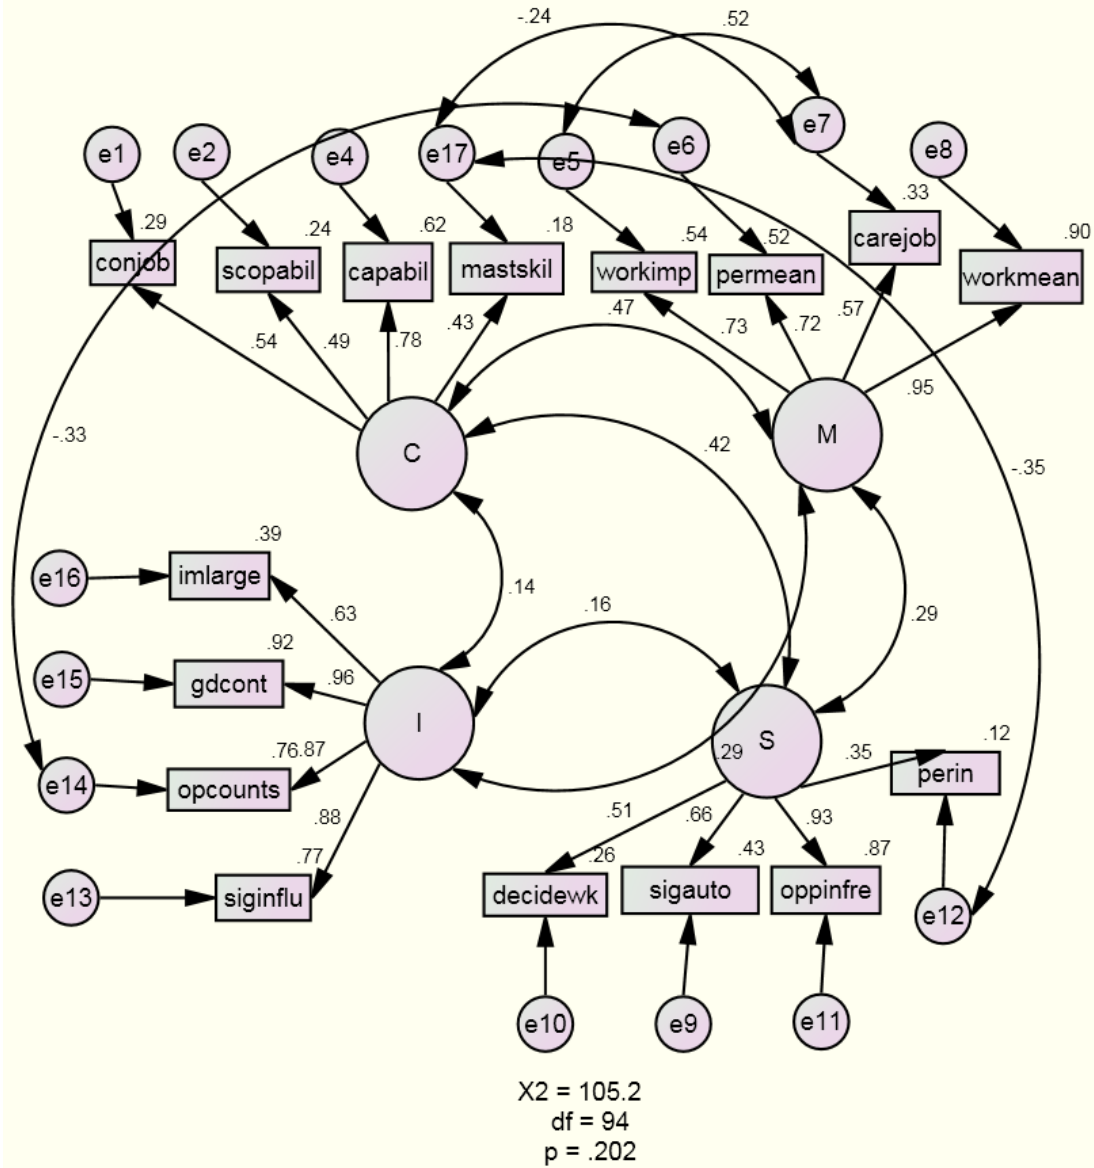 -.24
.52
e1
e2
e4
e17
e5
e6
e7
e8
.29
.24
.62
.18
.54
.52
.33
.90
conjob
scopabil
capabil
mastskil
workimp
permean
carejob
workmean
.54
.49
.78
.43
.47
.73
.72
.57
.95
C
M
-.33
.42
-.35
.39
e16
imlarge
.63
.14
.16
.29
.92
e15
gdcont
.96
I
S
.29
.35
.12
.76
.87
perin
e14
opcounts
.88
.51
.66
.93
.77
.26
.43
.87
e13
siginflu
decidewk
sigauto
oppinfre
e12
e10
e9
e11
X2 = 105.2
df = 94
p = .202